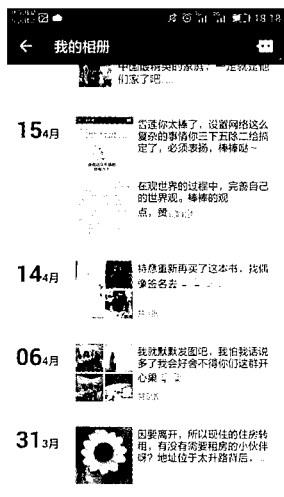 18:18
我的相册
中国最精英的家庭，一定就是他
们家了吧....
15 4月
告连你太棒了，设置网络这么
复杂的事情你三下五除二给搞
定了，必须表扬，棒棒哒~
在观世界的过程中，完善自己
的世界观。棒棒的观
点，赞
14 4月
特意重新再买了这本书，找偶
像签名去
06 4月
我就默默发图吧，我怕我话说
多了我会好舍不得你们这群开
心果
31 3月
因要离开，所以现住的住房转
租，有没有需要租房的小伙伴
呀？地址位于太升路背后，...